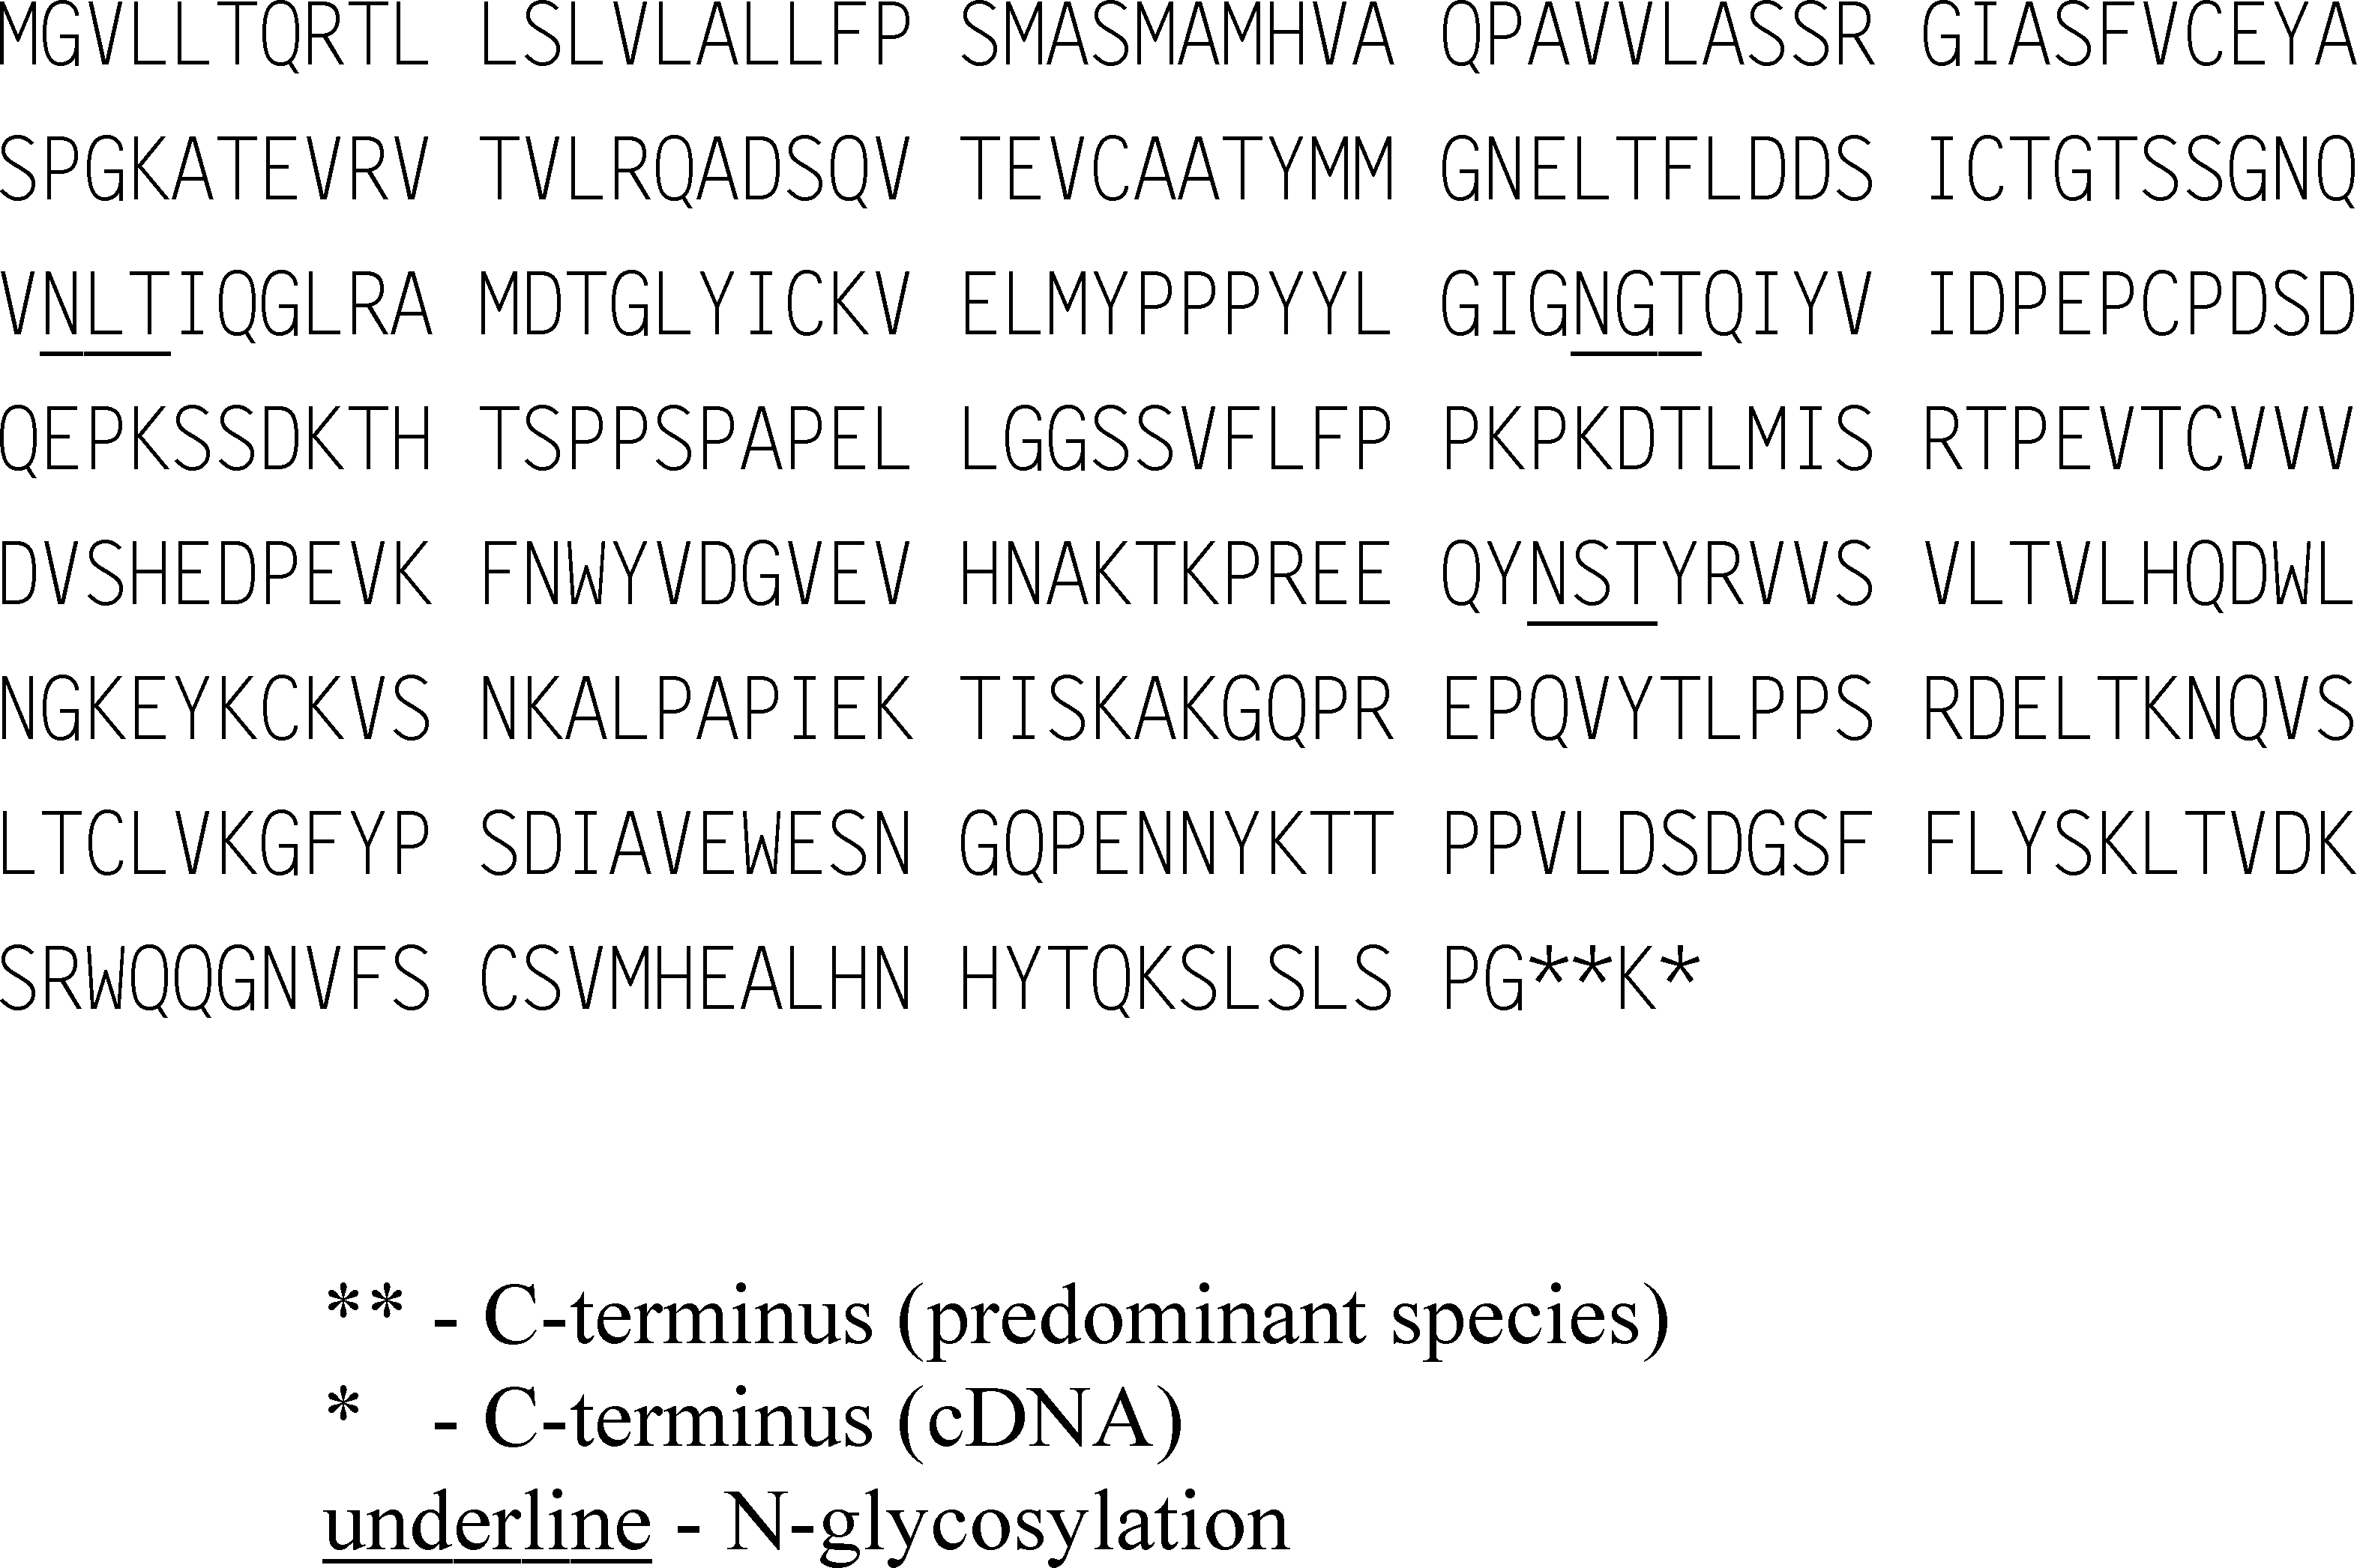 MGVLLTQRTL LSLVLALLFP SMASMAMHVA QPAVVLASSR GIASFVCEYA
SPGKATEVRV TVLRQADSQV TEVCAATYMM GNELTFLDDS ICTGTSSGNQ
VNLTIQGLRA MDTGLYICKV ELMYPPPYYL GIGNGTQIYV IDPEPCPDSD
QEPKSSDKTH TSPPSPAPEL LGGSSVFLFP PKPKDTLMIS RTPEVTCVVV
DVSHEDPEVK FNWYVDGVEV HNAKTKPREE QYNSTYRVVS VLTVLHQDWL
NGKEYKCKVS NKALPAPIEK TISKAKGQPR EPQVYTLPPS RDELTKNQVS
LTCLVKGFYP SDIAVEWESN GQPENNYKTT PPVLDSDGSF FLYSKLTVDK
SRWQQGNVFS CSVMHEALHN HYTQKSLSLS PG**K*
** - C-terminus (predominant species)
* - C-terminus (cDNA)
underline - N-glycosylation